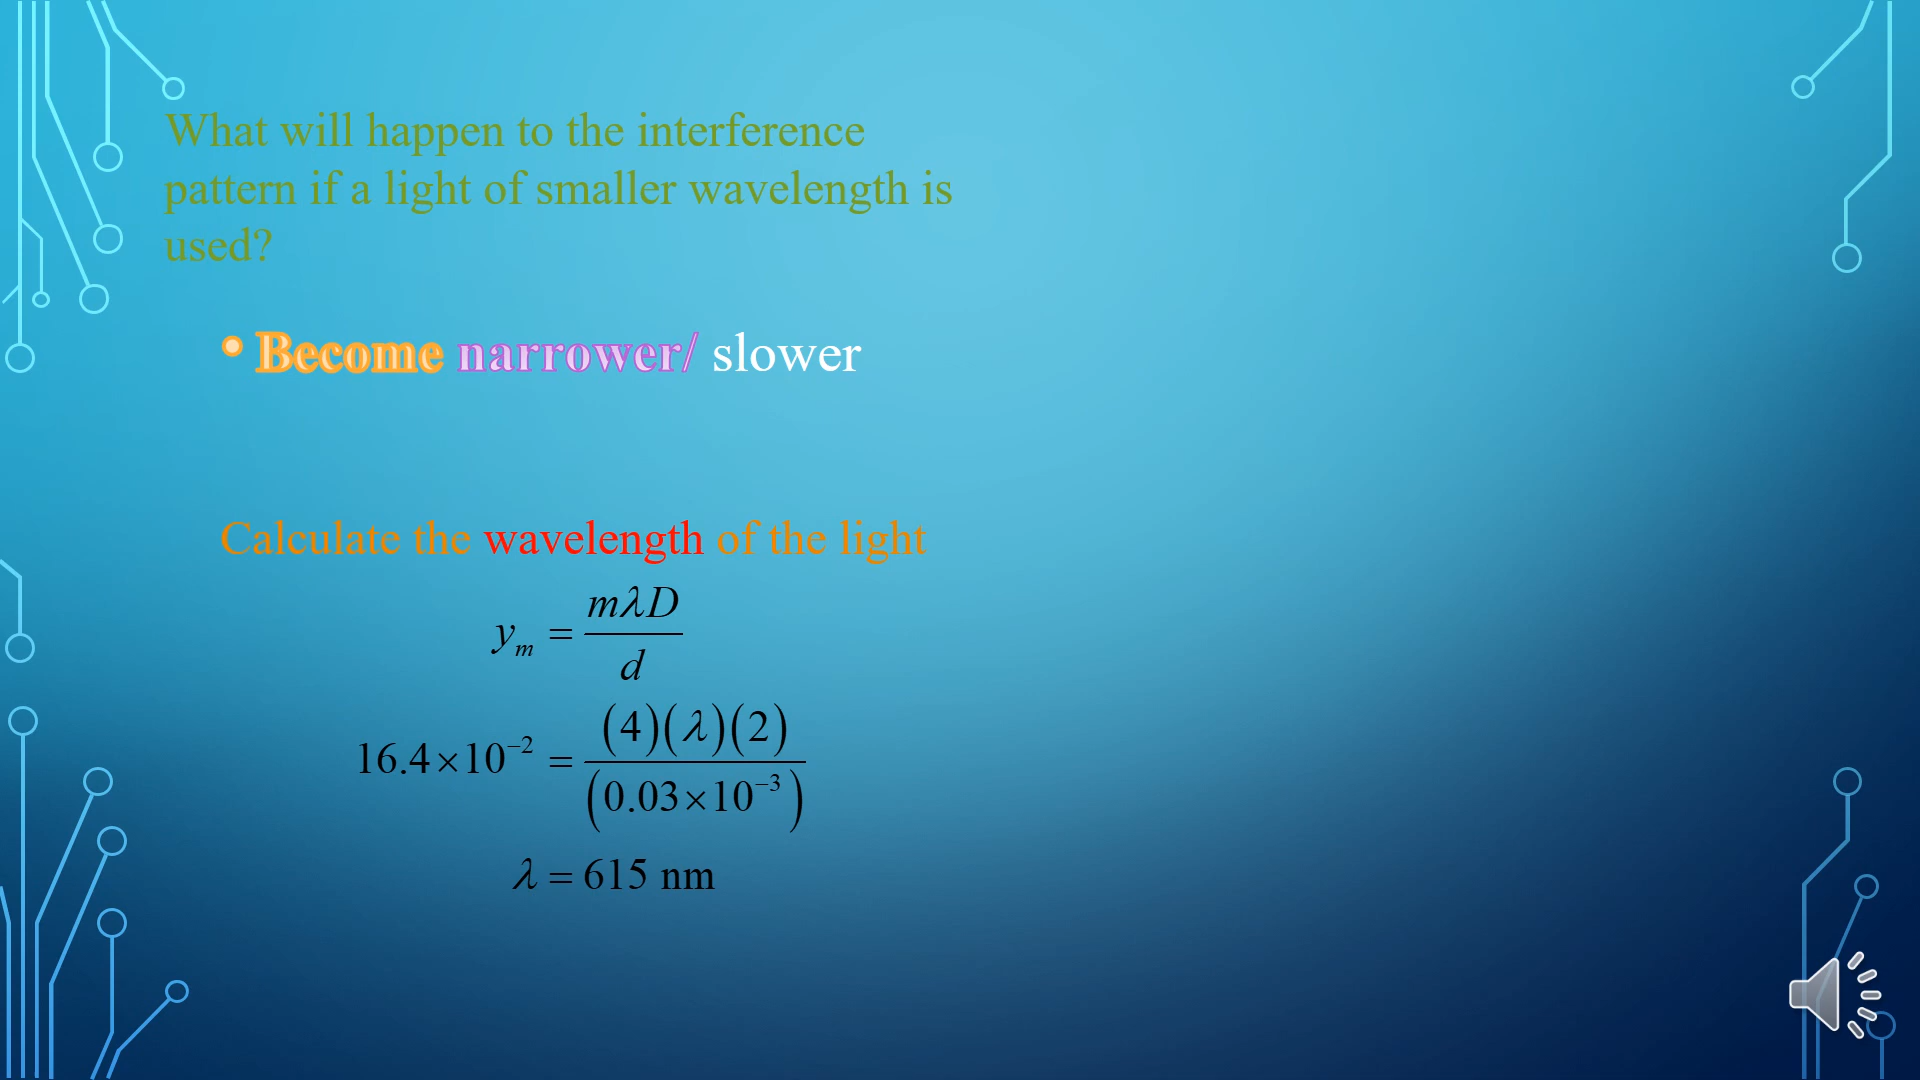 What will happen to the interference
pattern if a light of smaller wavelength is
used?
• Become narrower/ slower
Calculate the wavelength of the light
yₘ = mλD / d
16.4×10⁻² = (4)(λ)(2) / (0.03×10⁻³)
λ = 615 nm